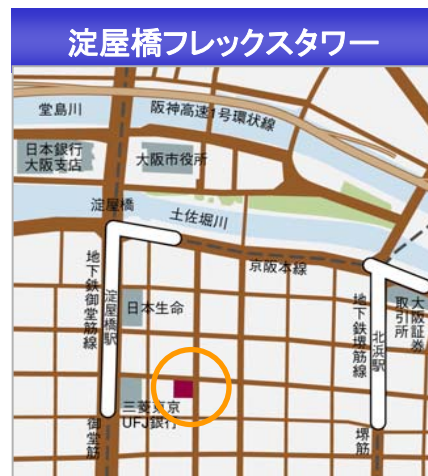 淀屋橋フレックスタワー
堂島川
阪神高速1号環状線
日本銀行
大阪支店
大阪市役所
淀屋橋
土佐堀川
京阪本線
地下鉄御堂筋線
淀屋橋駅
日本生命
地下鉄堺筋線
北浜駅
大阪証券
取引所
三菱東京
UFJ銀行
御堂筋
堺筋